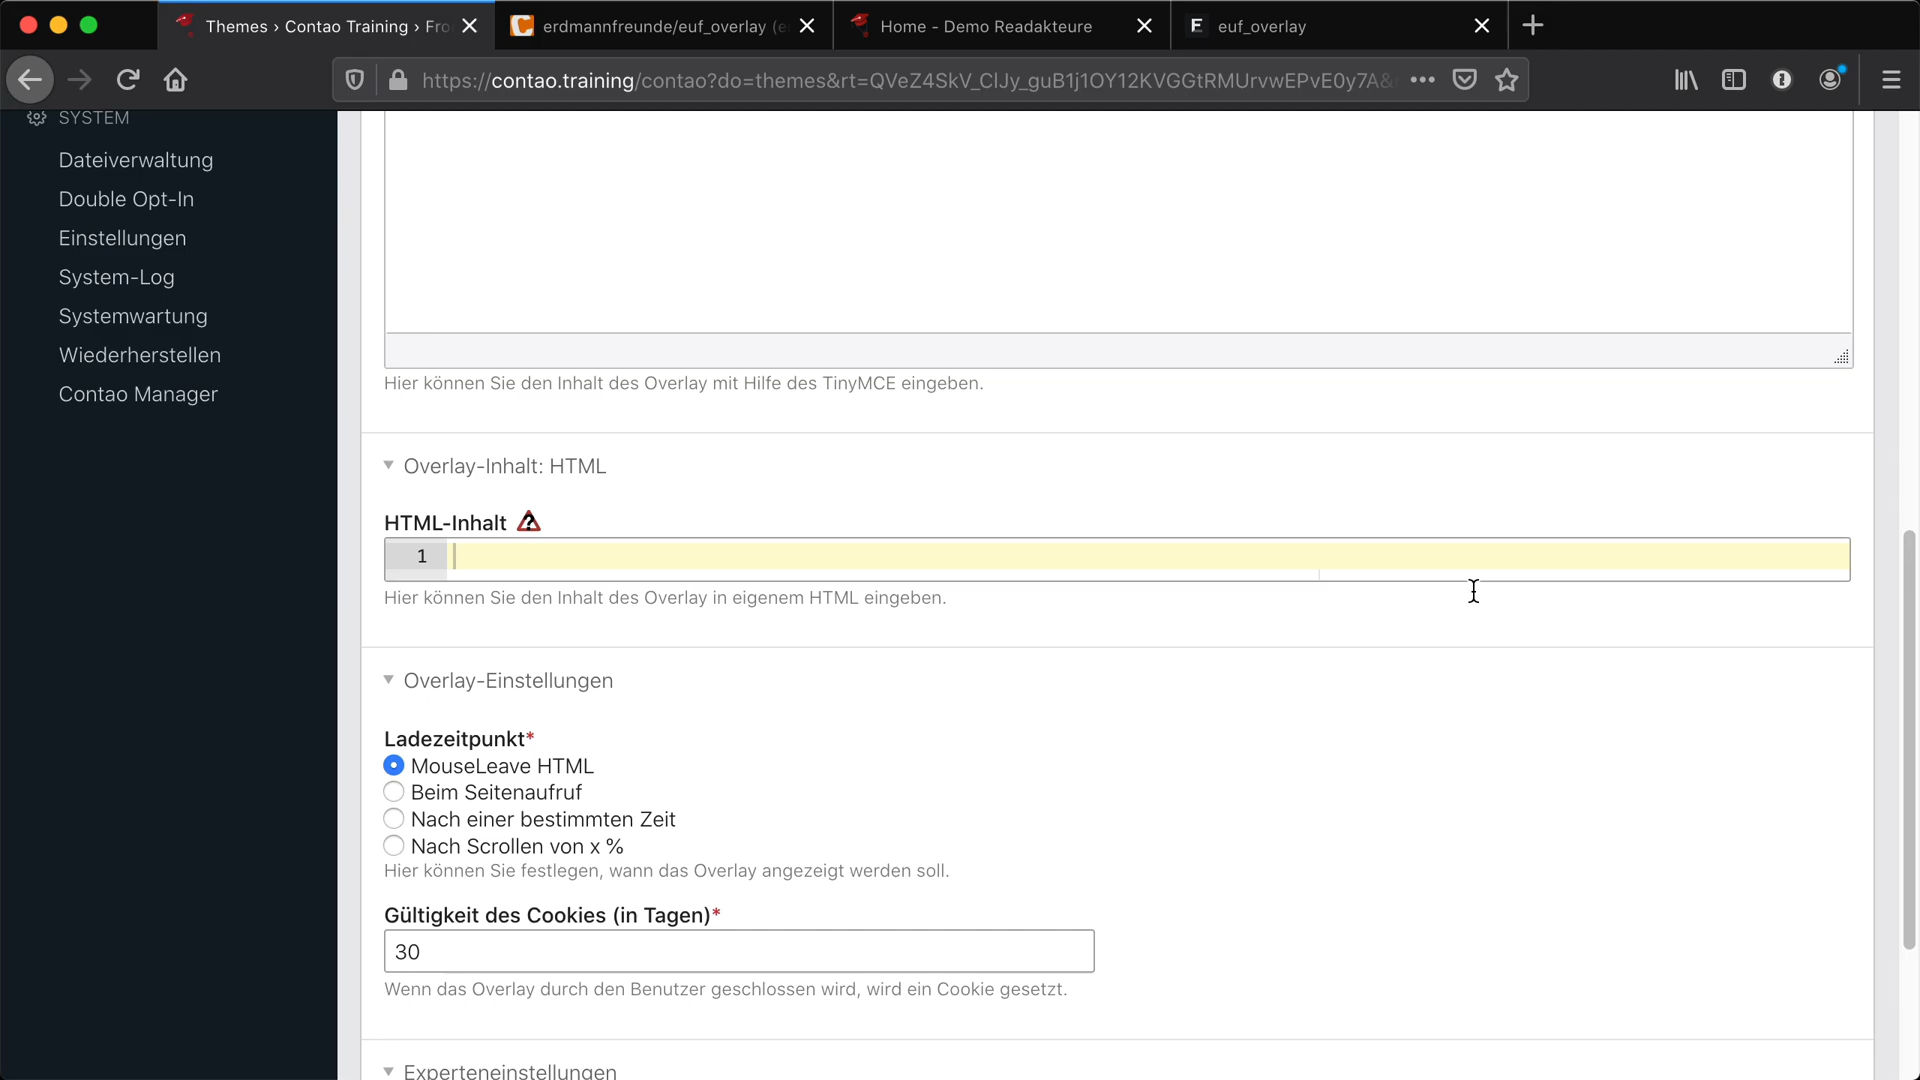 Themes › Contao Training › Fro
erdmannfreunde/euf_overlay (e
Home - Demo Readakteure
E euf_overlay
https://contao.training/contao?do=themes&rt=QVeZ4SkV_ClJy_guB1j1OY12KVGGtRMUrvwEPvE0y7A&
SYSTEM
Dateiverwaltung
Double Opt-In
Einstellungen
System-Log
Systemwartung
Wiederherstellen
Contao Manager
Hier können Sie den Inhalt des Overlay mit Hilfe des TinyMCE eingeben.
Overlay-Inhalt: HTML
HTML-Inhalt
1
Hier können Sie den Inhalt des Overlay in eigenem HTML eingeben.
Overlay-Einstellungen
Ladezeitpunkt*
MouseLeave HTML
Beim Seitenaufruf
Nach einer bestimmten Zeit
Nach Scrollen von x %
Hier können Sie festlegen, wann das Overlay angezeigt werden soll.
Gültigkeit des Cookies (in Tagen)*
30
Wenn das Overlay durch den Benutzer geschlossen wird, wird ein Cookie gesetzt.
Experteneinstellungen